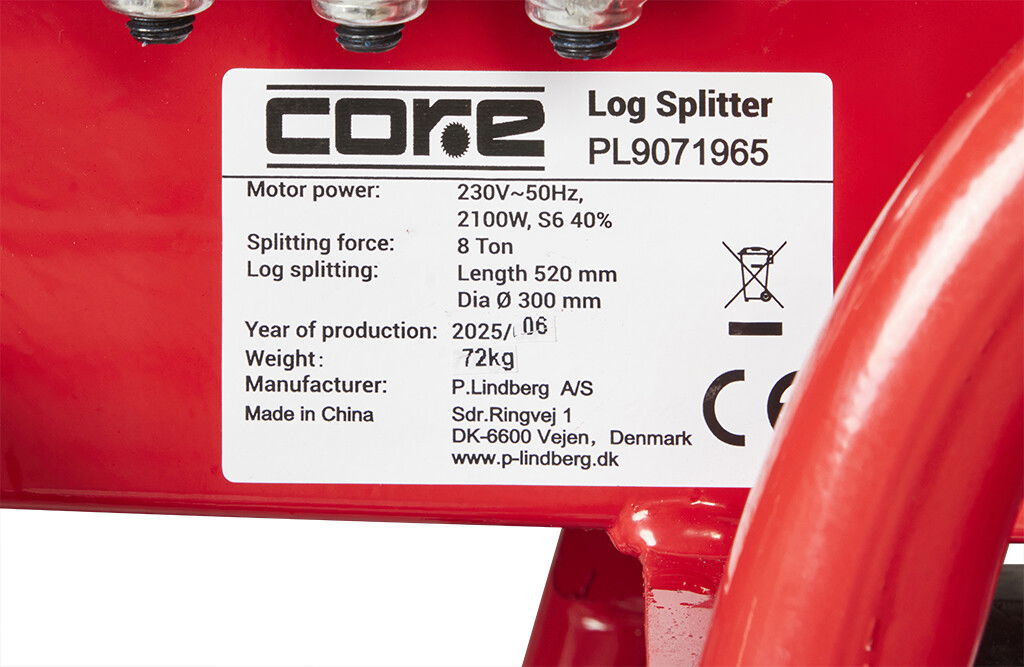 core
Log Splitter
PL9071965
Motor power: 230V~50Hz,
2100W, S6 40%
Splitting force: 8 Ton
Log splitting: Length 520 mm
Dia Ø 300 mm
Year of production: 2025/06
Weight: 72kg
Manufacturer: P.Lindberg A/S
Made in China Sdr.Ringvej 1
DK-6600 Vejen, Denmark
www.p-lindberg.dk
CE